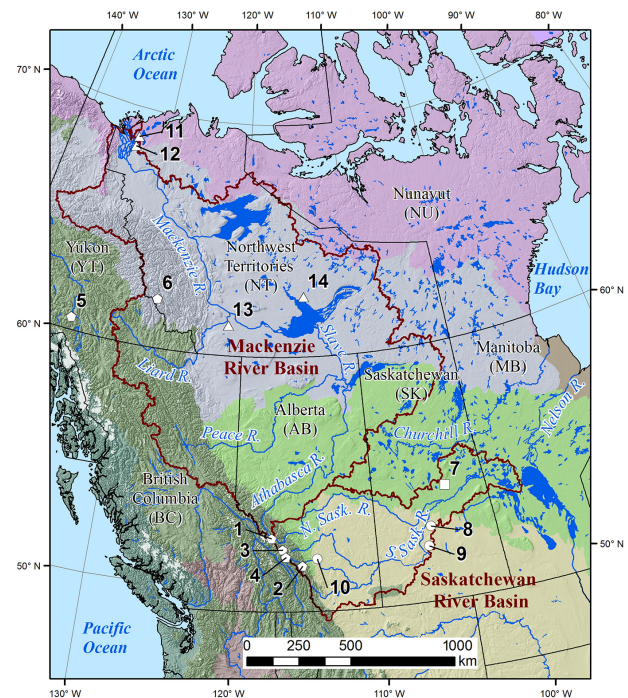 140° W 130° W 120° W 110° W 100° W 90° W 80° W
Arctic
Ocean
70° N
11
12
Nunavut
(NU)
Mackenzie R.
Yukon
(YT)
Northwest
Territories
(NT)
Hudson
Bay
60° N
5
6
14
13
60° N
Mackenzie
River Basin
Slave R.
Manitoba
(MB)
Liard R.
Saskatchewan
(SK)
Alberta
(AB)
Nelson R.
Peace R.
Churchill R.
Athabasca R.
7
British
Columbia
(BC)
N. Sask. R.
S. Sask. R.
1
8
3
9
50° N
4
2
10
50° N
Saskatchewan
River Basin
Pacific
Ocean
0 250 500 1000
km
130° W 120° W 110° W 100° W